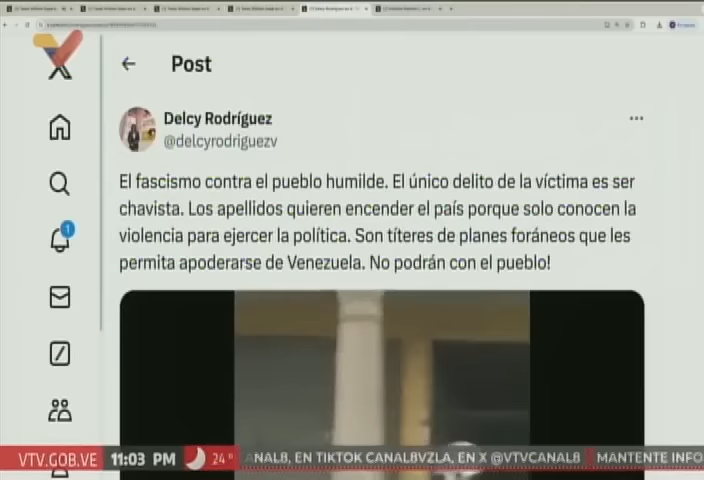 Post
Delcy Rodríguez
@delcyrodriguezv
El fascismo contra el pueblo humilde. El único delito de la víctima es ser
chavista. Los apellidos quieren encender el país porque solo conocen la
violencia para ejercer la política. Son títeres de planes foráneos que les
permita apoderarse de Venezuela. No podrán con el pueblo!
1
VTV.GOB.VE 11:03 PM 24° ANAL8, EN TIKTOK CANAL8VZLA, EN X @VTVCANAL8 MANTENTE INFO